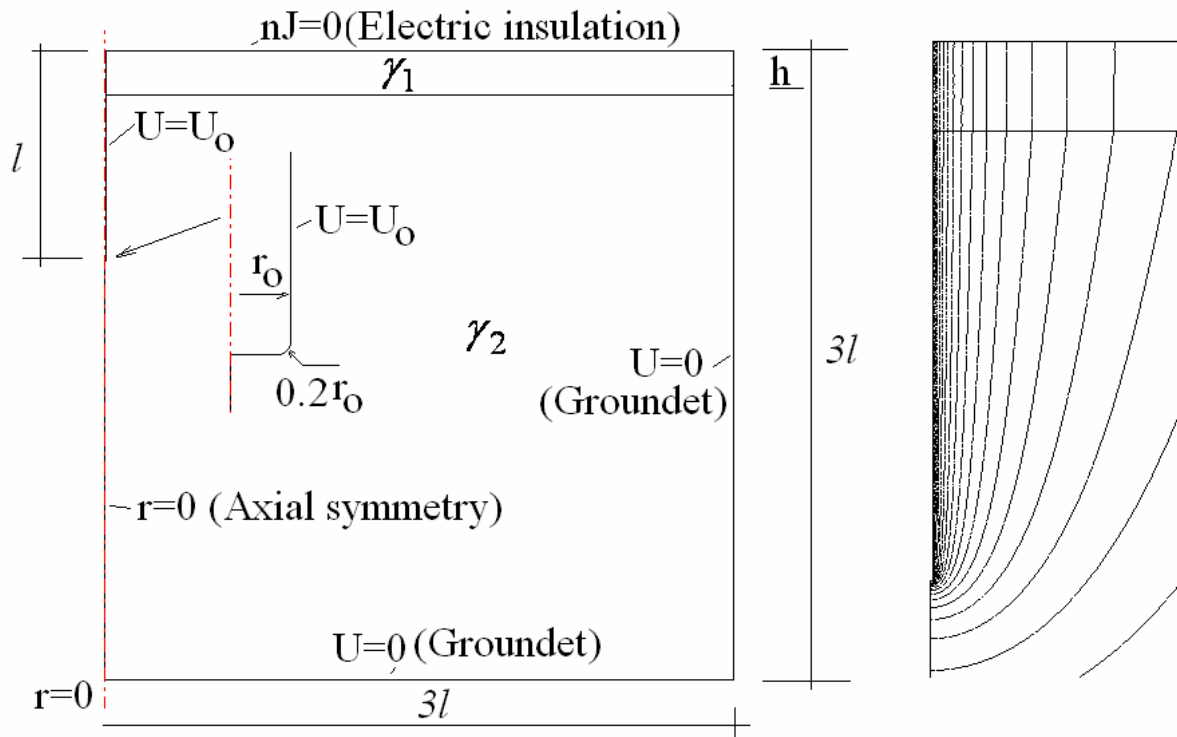 nJ=0(Electric insulation)
γ₁
h
U=Uₒ
l
U=Uₒ
rₒ
γ₂
3l
U=0
(Groundet)
0.2rₒ
r=0 (Axial symmetry)
U=0 (Groundet)
r=0
3l